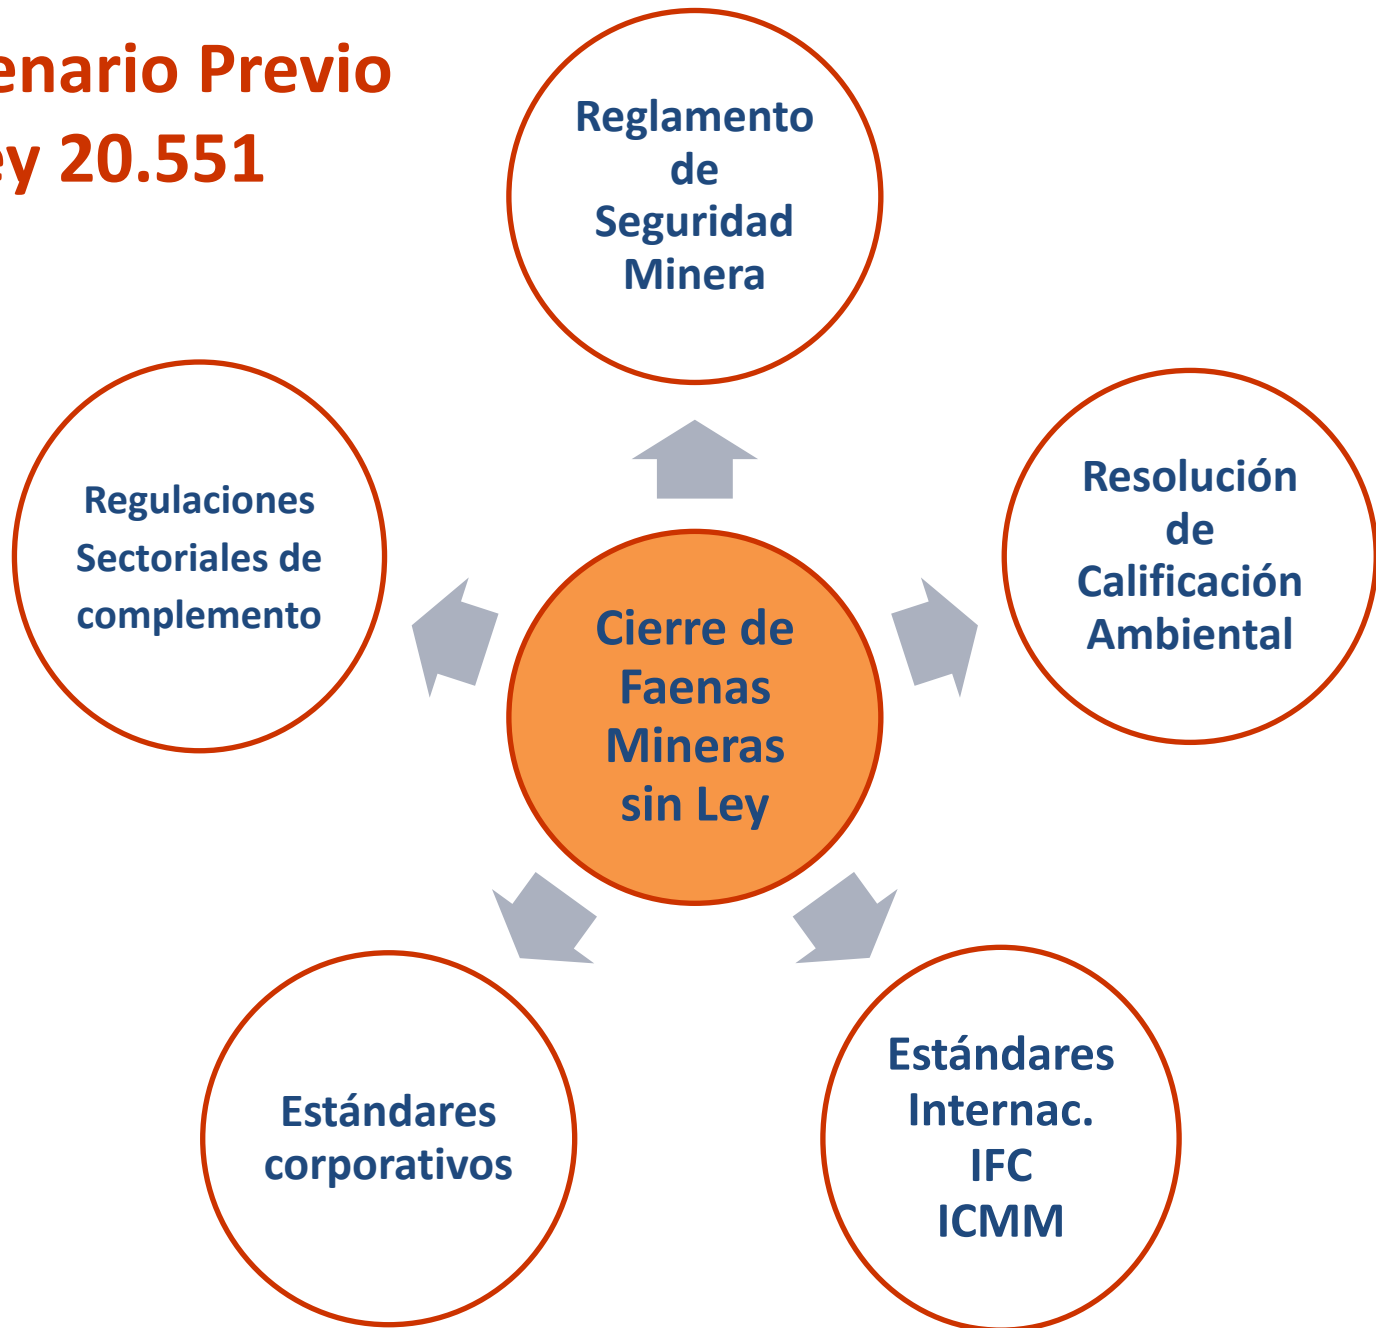 enario Previo
ey 20.551
Reglamento
de
Seguridad
Minera
Regulaciones
Sectoriales de
complemento
Resolución
de
Calificación
Ambiental
Cierre de
Faenas
Mineras
sin Ley
Estándares
corporativos
Estándares
Internac.
IFC
ICMM